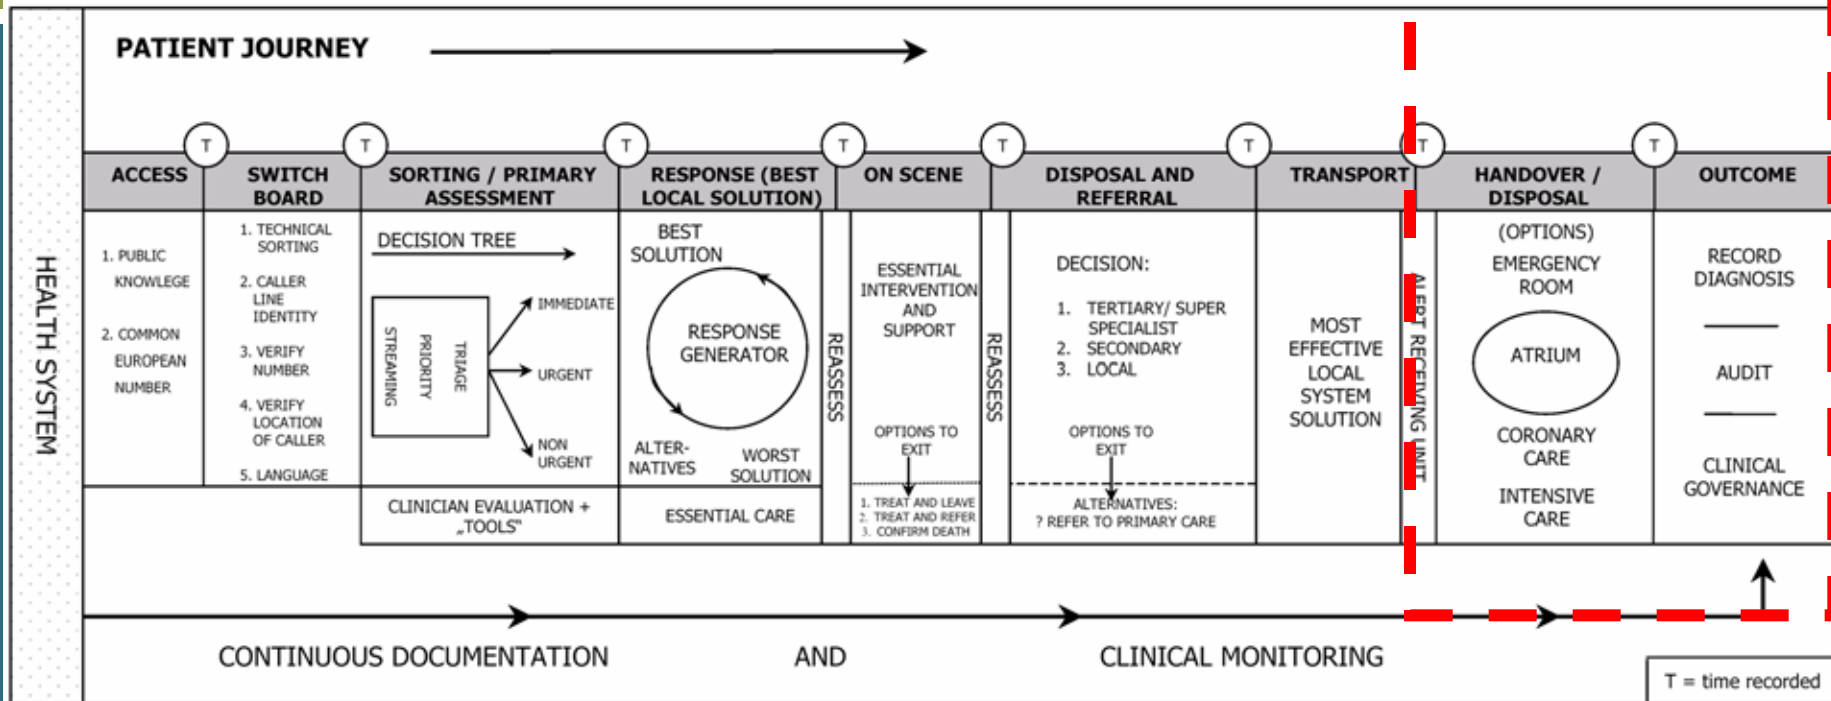 PATIENT JOURNEY
HEALTH SYSTEM
T
T
T
T
T
T
T
T
ACCESS
1. PUBLIC
KNOWLEGE
2. COMMON
EUROPEAN
NUMBER
SWITCH
BOARD
1. TECHNICAL
SORTING
2. CALLER
LINE
IDENTITY
3. VERIFY
NUMBER
4. VERIFY
LOCATION
OF CALLER
5. LANGUAGE
SORTING / PRIMARY
ASSESSMENT
DECISION TREE
TRIAGE
PRIORITY
STREAMING
IMMEDIATE
URGENT
NON
URGENT
CLINICIAN EVALUATION +
„TOOLS“
RESPONSE (BEST
LOCAL SOLUTION)
BEST
SOLUTION
RESPONSE
GENERATOR
ALTER-
NATIVES
WORST
SOLUTION
ESSENTIAL CARE
REASSESS
ON SCENE
ESSENTIAL
INTERVENTION
AND
SUPPORT
OPTIONS TO
EXIT
1. TREAT AND LEAVE
2. TREAT AND REFER
3. CONFIRM DEATH
REASSESS
DISPOSAL AND
REFERRAL
DECISION:
1. TERTIARY/ SUPER
SPECIALIST
2. SECONDARY
3. LOCAL
OPTIONS TO
EXIT
ALTERNATIVES:
? REFER TO PRIMARY CARE
TRANSPORT
MOST
EFFECTIVE
LOCAL
SYSTEM
SOLUTION
ALERT RECEIVING UNIT
HANDOVER /
DISPOSAL
(OPTIONS)
EMERGENCY
ROOM
ATRIUM
CORONARY
CARE
INTENSIVE
CARE
OUTCOME
RECORD
DIAGNOSIS
AUDIT
CLINICAL
GOVERNANCE
CONTINUOUS DOCUMENTATION AND CLINICAL MONITORING
T = time recorded